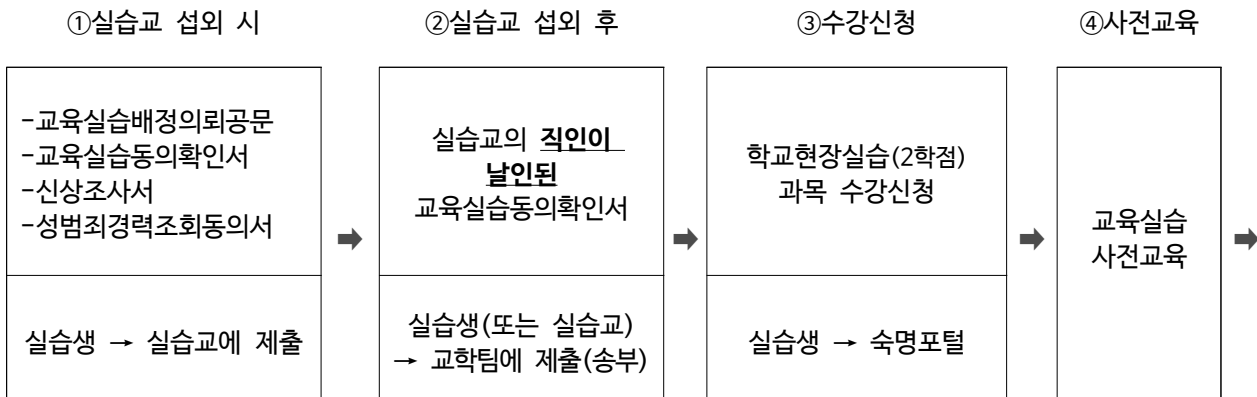 ①실습교 섭외 시
-교육실습배정의뢰공문
-교육실습동의확인서
-신상조사서
-성범죄경력조회동의서
실습생 → 실습교에 제출
➡
②실습교 섭외 후
실습교의 직인이
날인된
교육실습동의확인서
실습생(또는 실습교)
→ 교학팀에 제출(송부)
➡
③수강신청
학교현장실습(2학점)
과목 수강신청
실습생 → 숙명포털
➡
④사전교육
교육실습
사전교육
➡